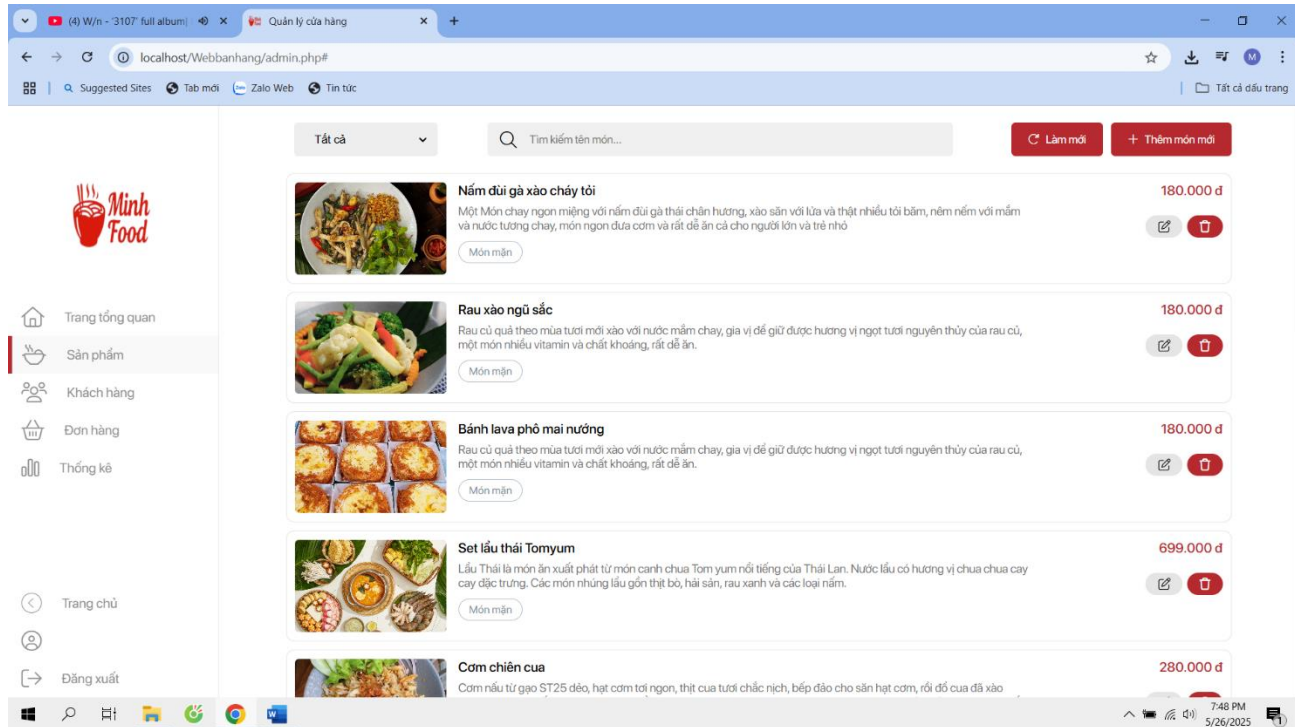 (4) W/n - '3107' full album|
Quản lý cửa hàng
localhost/Webbanhang/admin.php#
M
Suggested Sites
Tab mới
Zalo Web
Tin tức
Tất cả dấu trang
Minh
Food
Trang tổng quan
Sản phẩm
Khách hàng
Đơn hàng
Thống kê
Trang chủ
Đăng xuất
Tất cả
Tìm kiếm tên món...
Làm mới
+ Thêm món mới
Nấm đùi gà xào cháy tỏi
180.000 đ
Một Món chay ngon miệng với nấm đùi gà thái chân hương, xào săn với lửa và thật nhiều tỏi băm, nêm nếm với mắm
và nước tương chay, món ngon đưa cơm và rất dễ ăn cả cho người lớn và trẻ nhỏ
Món mặn
Rau xào ngũ sắc
180.000 đ
Rau củ quả theo mùa tươi mới xào với nước mắm chay, gia vị để giữ được hương vị ngọt tươi nguyên thủy của rau củ,
một món nhiều vitamin và chất khoáng, rất dễ ăn.
Món mặn
Bánh lava phô mai nướng
180.000 đ
Rau củ quả theo mùa tươi mới xào với nước mắm chay, gia vị để giữ được hương vị ngọt tươi nguyên thủy của rau củ,
một món nhiều vitamin và chất khoáng, rất dễ ăn.
Món mặn
Set lẩu thái Tomyum
699.000 đ
Lẩu Thái là món ăn xuất phát từ món canh chua Tom yum nổi tiếng của Thái Lan. Nước lẩu có hương vị chua chua cay
cay đặc trưng. Các món nhúng lẩu gồn thịt bò, hải sản, rau xanh và các loại nấm.
Món mặn
Cơm chiên cua
280.000 đ
Cơm nấu từ gạo ST25 dẻo, hạt cơm tơi ngon, thịt cua tươi chắc nịch, bếp đảo cho săn hạt cơm, rồi đổ cua đã xào
7:48 PM
5/26/2025